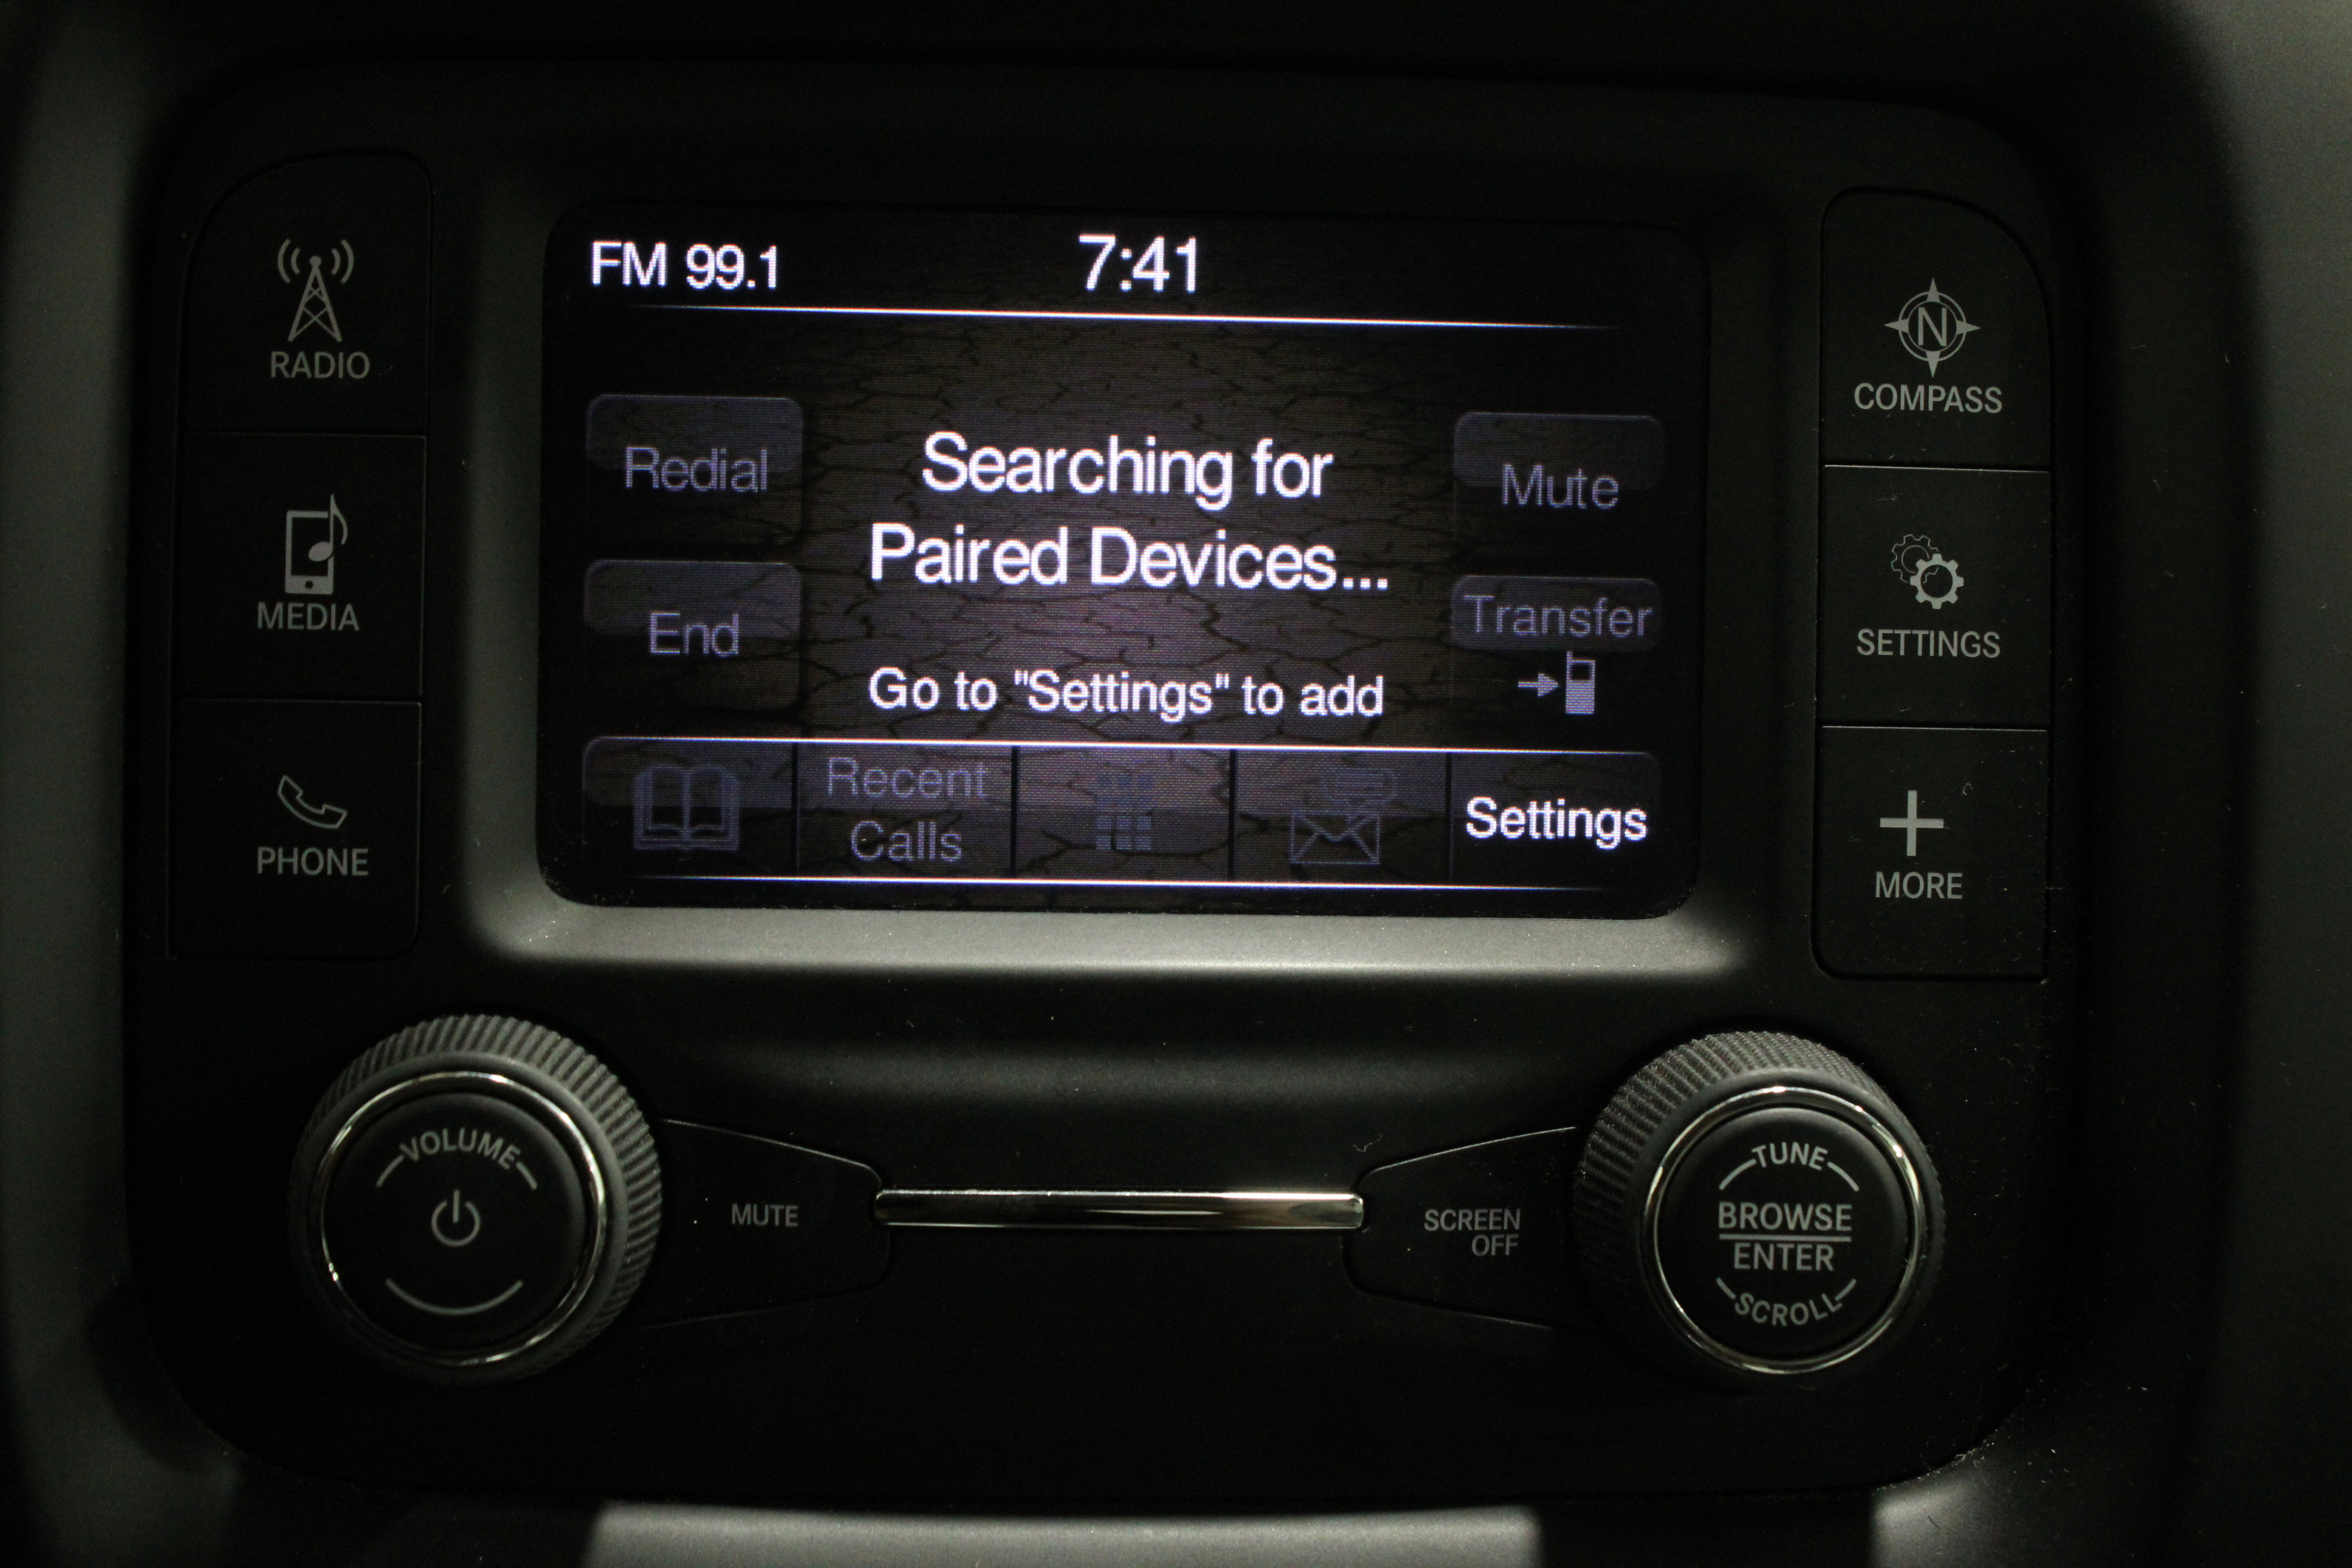 FM 99.1 7:41
RADIO
MEDIA
PHONE
Redial
End
Searching for
Paired Devices...
Go to "Settings" to add
Mute
Transfer
Recent
Calls
Settings
N
COMPASS
SETTINGS
MORE
VOLUME
MUTE
SCREEN
OFF
TUNE
BROWSE
ENTER
SCROLL